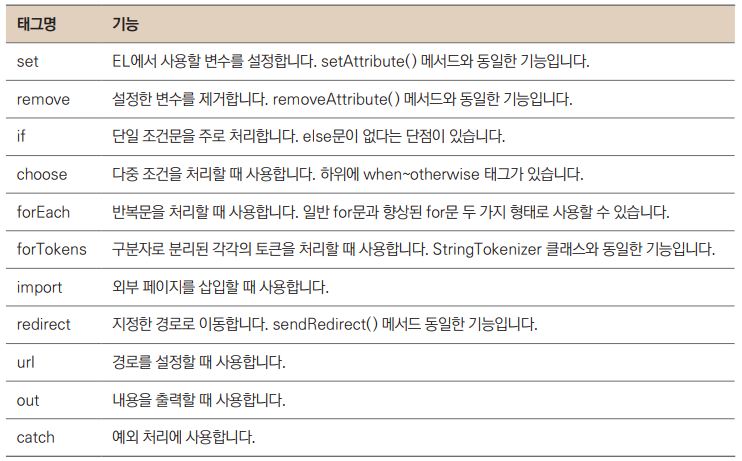 태그명 기능
set EL에서 사용할 변수를 설정합니다. setAttribute() 메서드와 동일한 기능입니다.
remove 설정한 변수를 제거합니다. removeAttribute() 메서드와 동일한 기능입니다.
if 단일 조건문을 주로 처리합니다. else문이 없다는 단점이 있습니다.
choose 다중 조건을 처리할 때 사용합니다. 하위에 when~otherwise 태그가 있습니다.
forEach 반복문을 처리할 때 사용합니다. 일반 for문과 향상된 for문 두 가지 형태로 사용할 수 있습니다.
forTokens 구분자로 분리된 각각의 토큰을 처리할 때 사용합니다. StringTokenizer 클래스와 동일한 기능입니다.
import 외부 페이지를 삽입할 때 사용합니다.
redirect 지정한 경로로 이동합니다. sendRedirect() 메서드 동일한 기능입니다.
url 경로를 설정할 때 사용합니다.
out 내용을 출력할 때 사용합니다.
catch 예외 처리에 사용합니다.